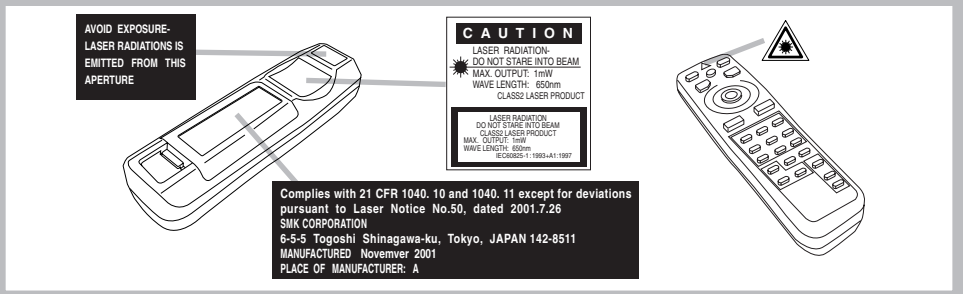 AVOID EXPOSURE-
LASER RADIATIONS IS
EMITTED FROM THIS
APERTURE
CAUTION
LASER RADIATION-
DO NOT STARE INTO BEAM
MAX. OUTPUT: 1mW
WAVE LENGTH: 650nm
CLASS2 LASER PRODUCT
LASER RADIATION
DO NOT STARE INTO BEAM
CLASS2 LASER PRODUCT
MAX. OUTPUT: 1mW
WAVE LENGTH: 650nm
IEC60825-1:1993+A1:1997
Complies with 21 CFR 1040. 10 and 1040. 11 except for deviations
pursuant to Laser Notice No.50, dated 2001.7.26
SMK CORPORATION
6-5-5 Togoshi Shinagawa-ku, Tokyo, JAPAN 142-8511
MANUFACTURED Novemver 2001
PLACE OF MANUFACTURER: A